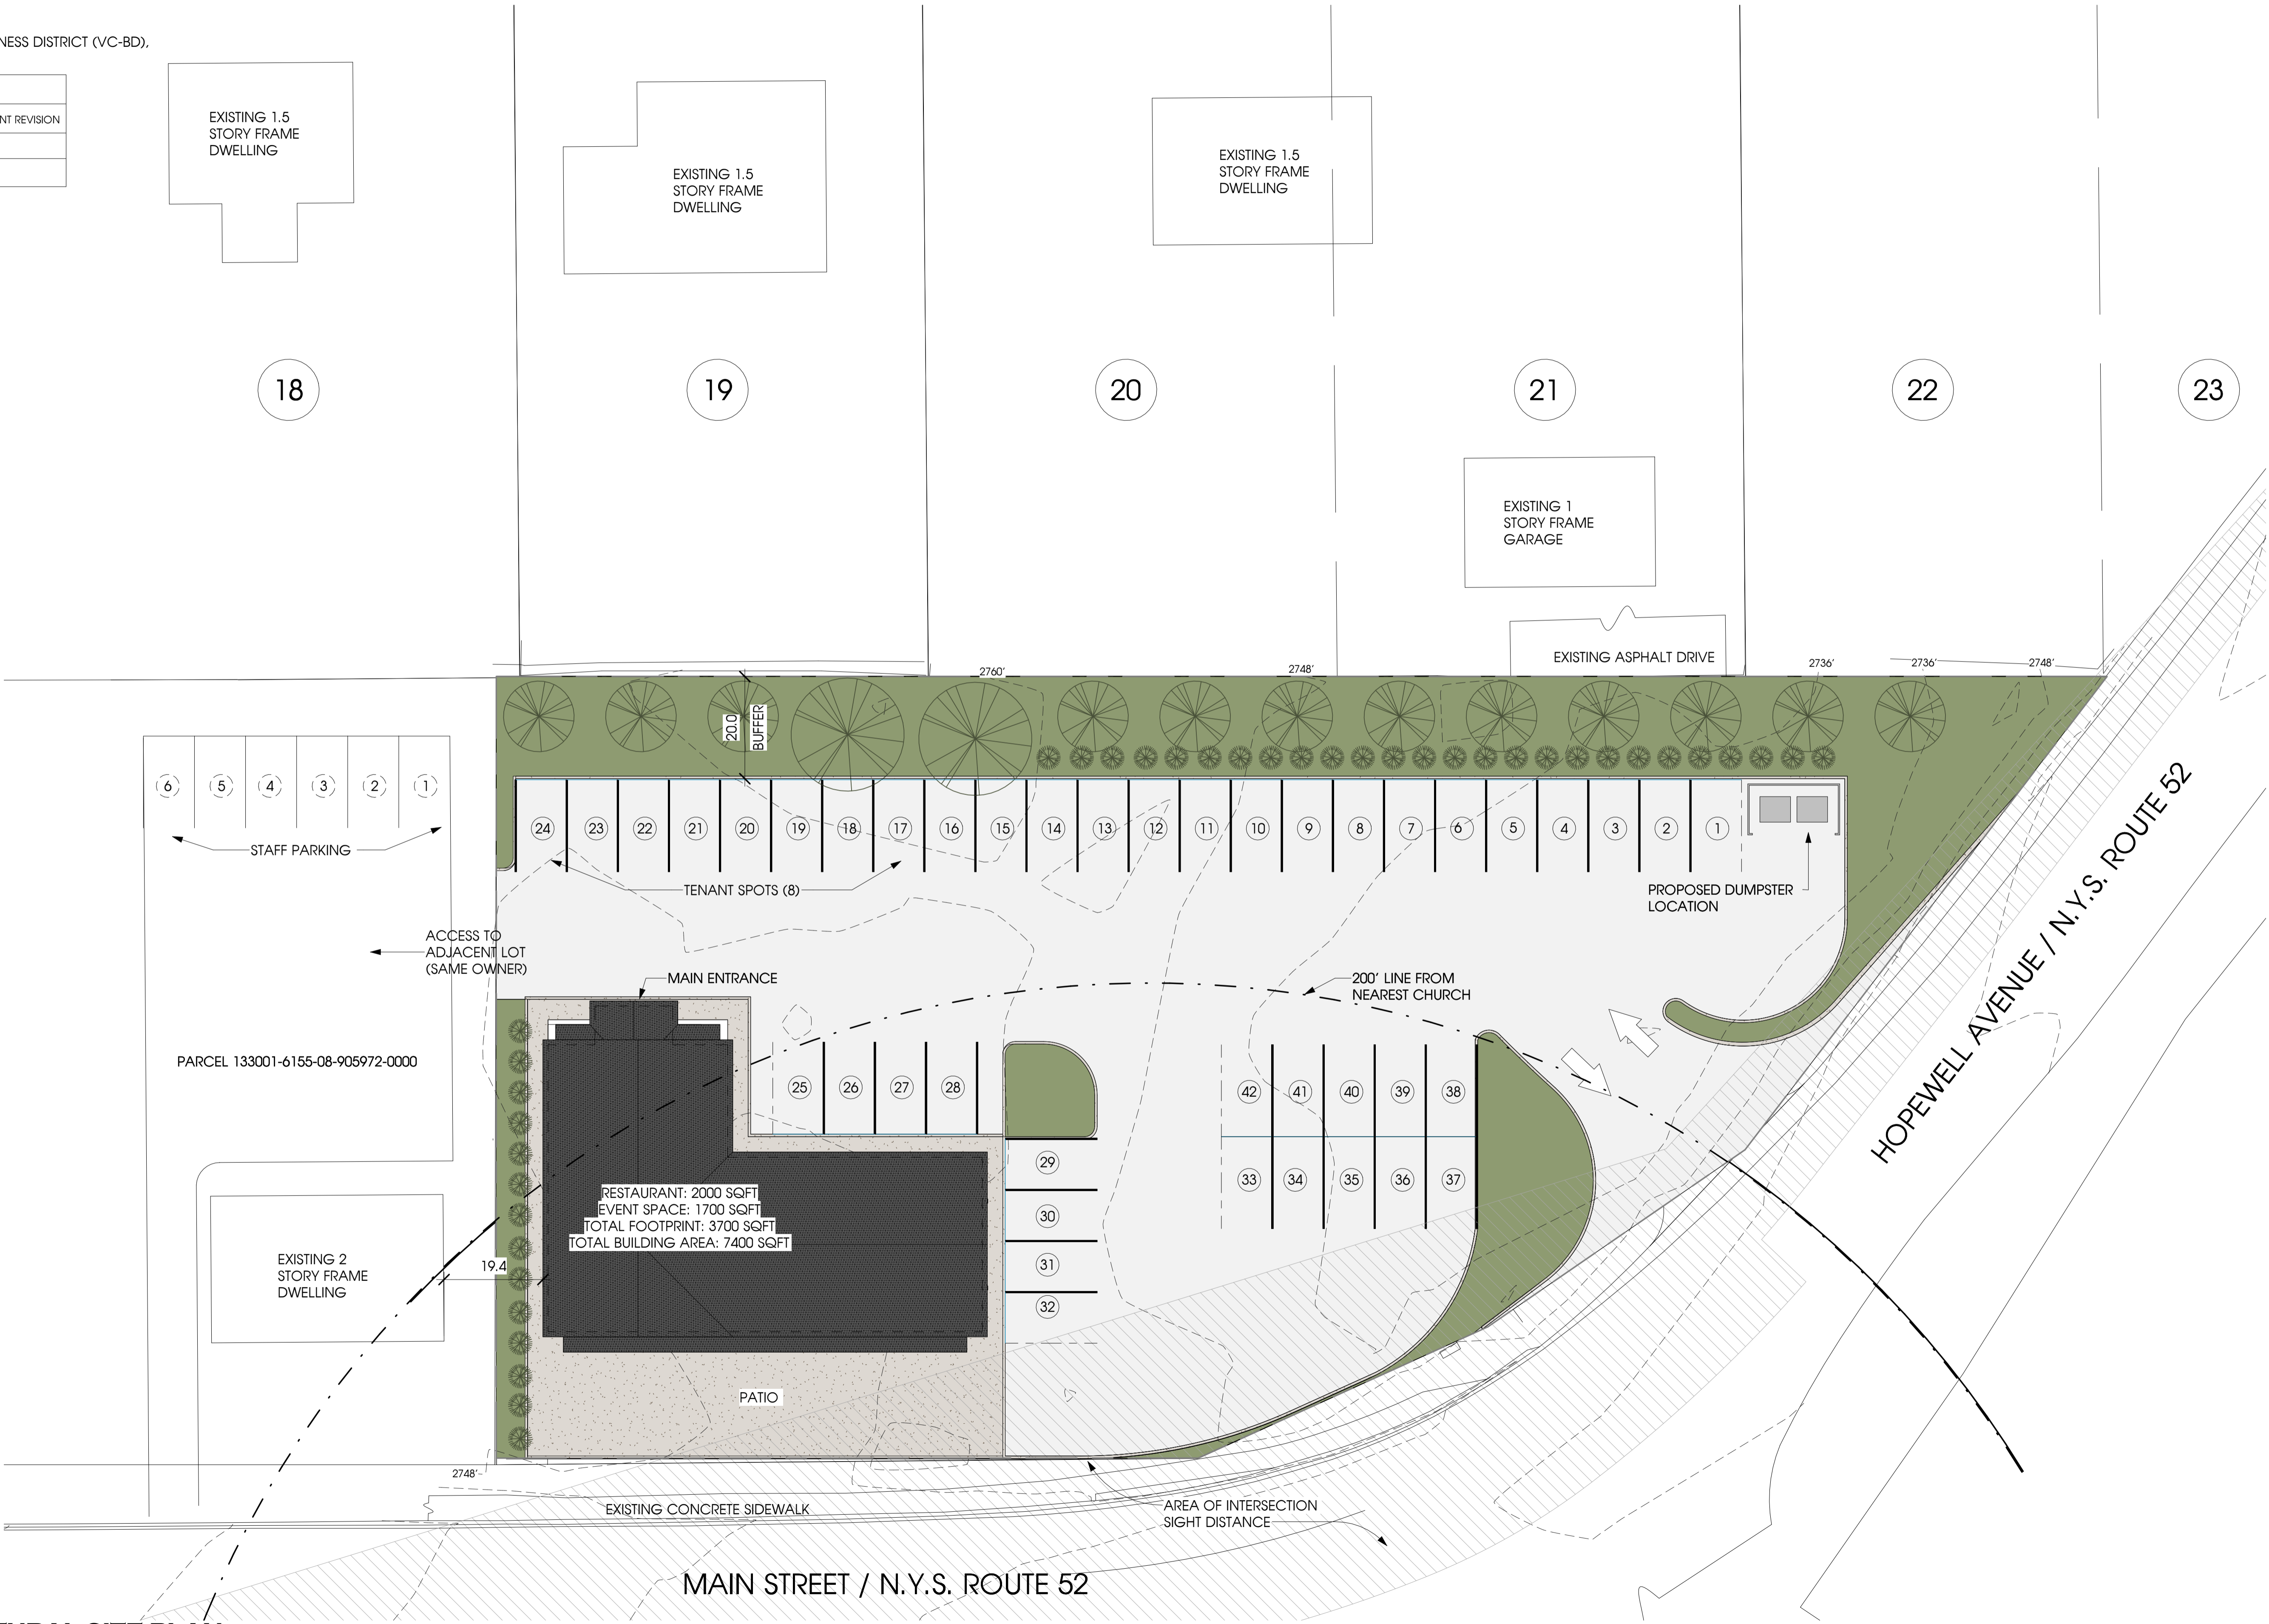 NESS DISTRICT (VC-BD),
NT REVISION
EXISTING 1.5
STORY FRAME
DWELLING
EXISTING 1.5
STORY FRAME
DWELLING
EXISTING 1.5
STORY FRAME
DWELLING
18
19
20
21
22
23
EXISTING 1
STORY FRAME
GARAGE
EXISTING ASPHALT DRIVE
2760'
2748'
2736'
2736'
2748'
20.0
BUFFER
6
5
4
3
2
1
STAFF PARKING
24
23
22
21
20
19
18
17
16
15
14
13
12
11
10
9
8
7
6
5
4
3
2
1
TENANT SPOTS (8)
PROPOSED DUMPSTER
LOCATION
ACCESS TO
ADJACENT LOT
(SAME OWNER)
MAIN ENTRANCE
200' LINE FROM
NEAREST CHURCH
HOPEWELL AVENUE / N.Y.S. ROUTE 52
PARCEL 133001-6155-08-905972-0000
25
26
27
28
42
41
40
39
38
29
30
31
32
33
34
35
36
37
RESTAURANT: 2000 SQFT
EVENT SPACE: 1700 SQFT
TOTAL FOOTPRINT: 3700 SQFT
TOTAL BUILDING AREA: 7400 SQFT
EXISTING 2
STORY FRAME
DWELLING
19.4
PATIO
2748'
EXISTING CONCRETE SIDEWALK
AREA OF INTERSECTION
SIGHT DISTANCE
MAIN STREET / N.Y.S. ROUTE 52